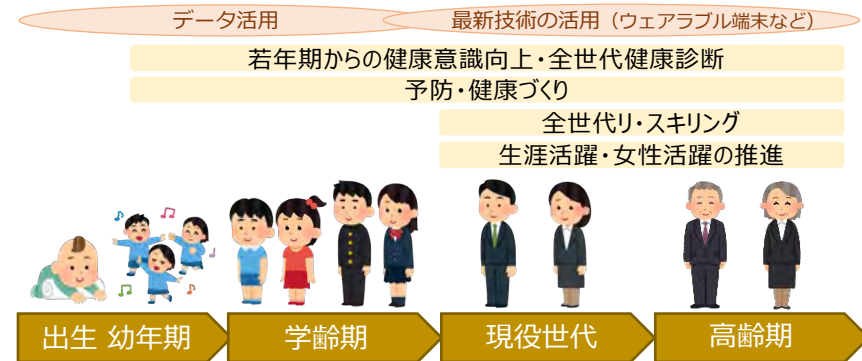 データ活用
最新技術の活用（ウェアラブル端末など）
若年期からの健康意識向上・全世代健康診断
予防・健康づくり
全世代リ・スキリング
生涯活躍・女性活躍の推進
出生 幼年期
学齢期
現役世代
高齢期